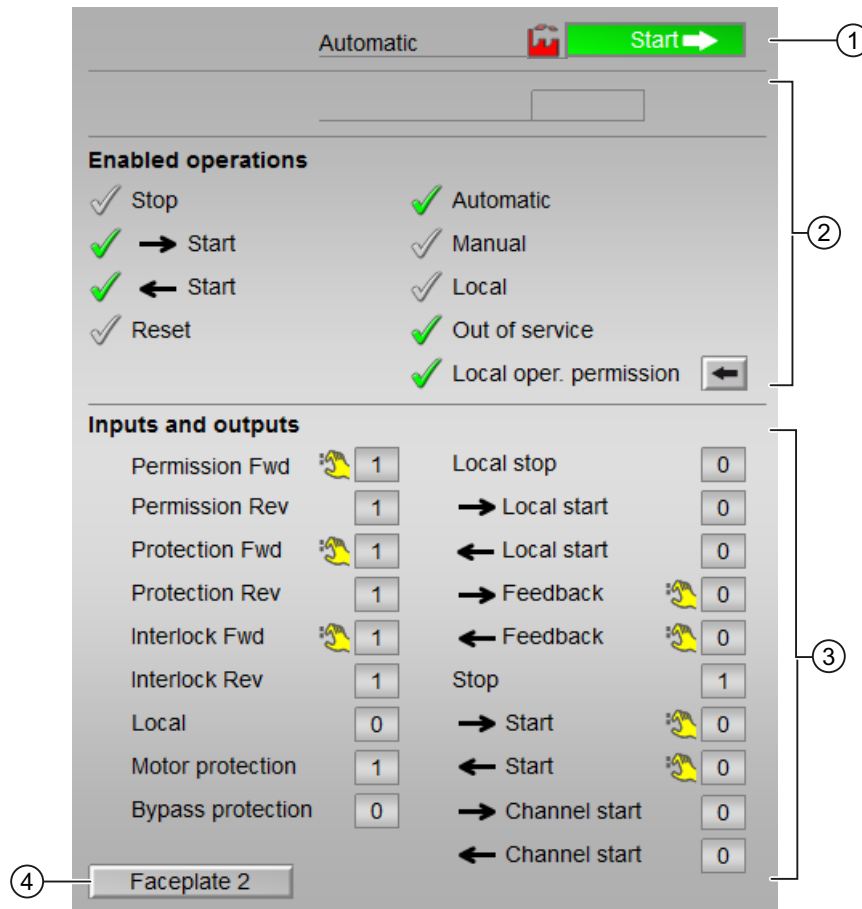 Automatic Start
1
2
Enabled operations
Stop Automatic
Start Manual
Start Local
Reset Out of service
Local oper. permission
Inputs and outputs
Permission Fwd 1 Local stop 0
Permission Rev 1 Local start 0
Protection Fwd 1 Local start 0
Protection Rev 1 Feedback 0
Interlock Fwd 1 Feedback 0
3
Interlock Rev 1 Stop 1
Local 0 Start 0
Motor protection 1 Start 0
Bypass protection 0 Channel start 0
Channel start 0
4 Faceplate 2